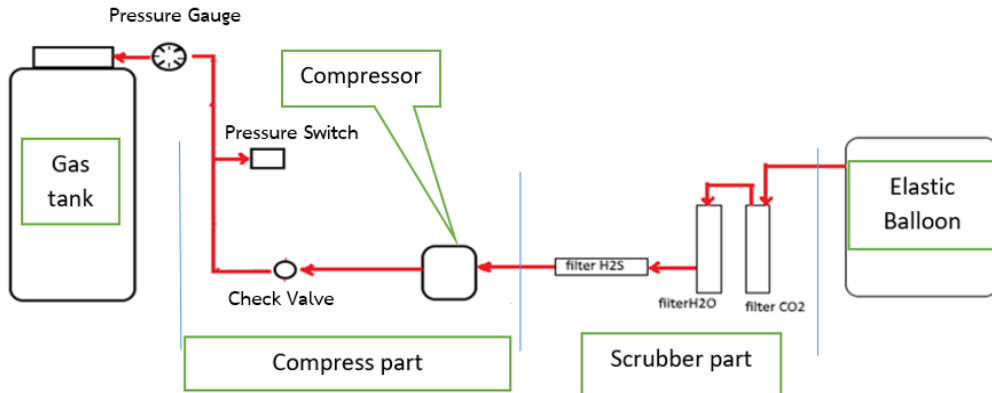 Pressure Gauge
Compressor
Pressure Switch
Gas
tank
Elastic
Balloon
filter H2S
Check Valve
fiiterH2O
filter CO2
Compress part
Scrubber part